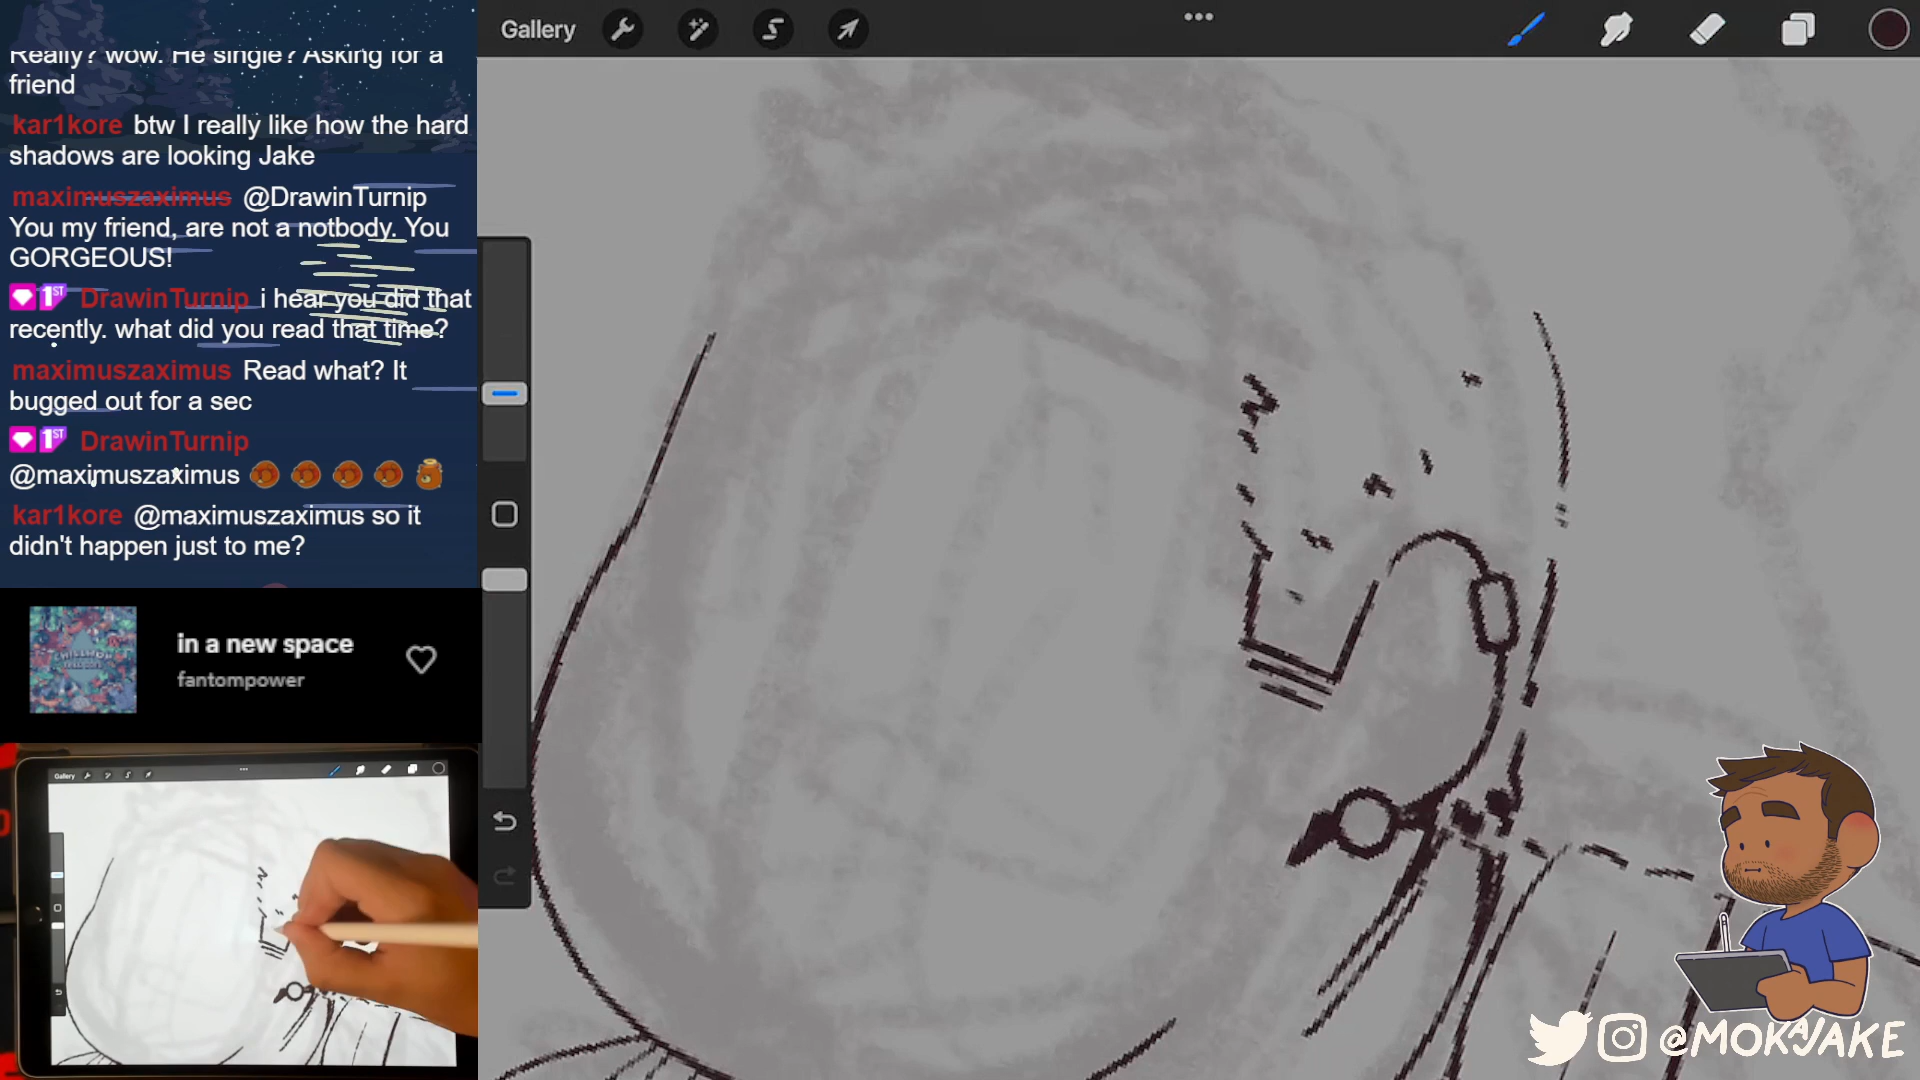 Really? wow. He single? Asking for a
friend
kar1kore btw I really like how the hard
shadows are looking Jake
maximuszaximus @DrawinTurnip
You my friend, are not a notbody. You
GORGEOUS!
1ST DrawinTurnip i hear you did that
recently. what did you read that time?
maximuszaximus Read what? It
bugged out for a sec
1ST DrawinTurnip
@maximuszaximus
kar1kore @maximuszaximus so it
didn't happen just to me?
in a new space
fantompower
Gallery
Gallery
@MOKAJAKE